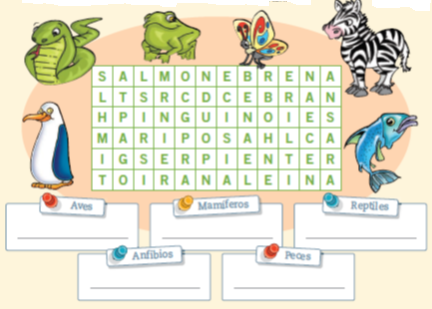 S A L M O N E B R E N A
L T S R C D C E B R A N
H P I N G U I N O I E S
M A R I P O S A H L C A
I G S E R P I E N T E R
T O I R A N A L E I N A
Aves
Mamíferos
Reptiles
Anfibios
Peces